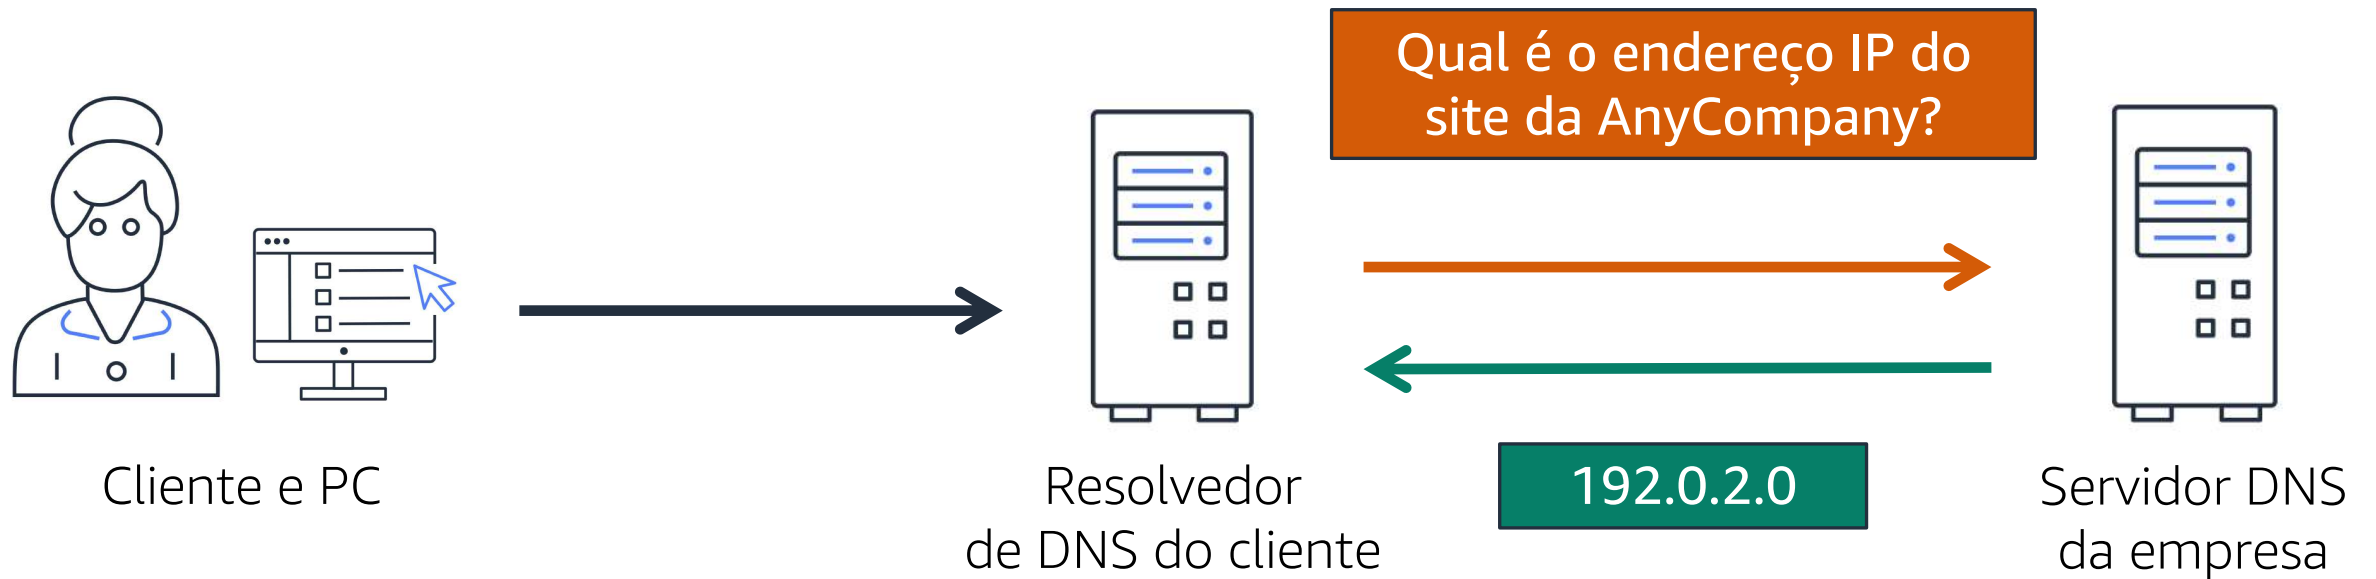 Qual é o endereço IP do
site da AnyCompany?
Cliente e PC
Resolvedor
de DNS do cliente
192.0.2.0
Servidor DNS
da empresa